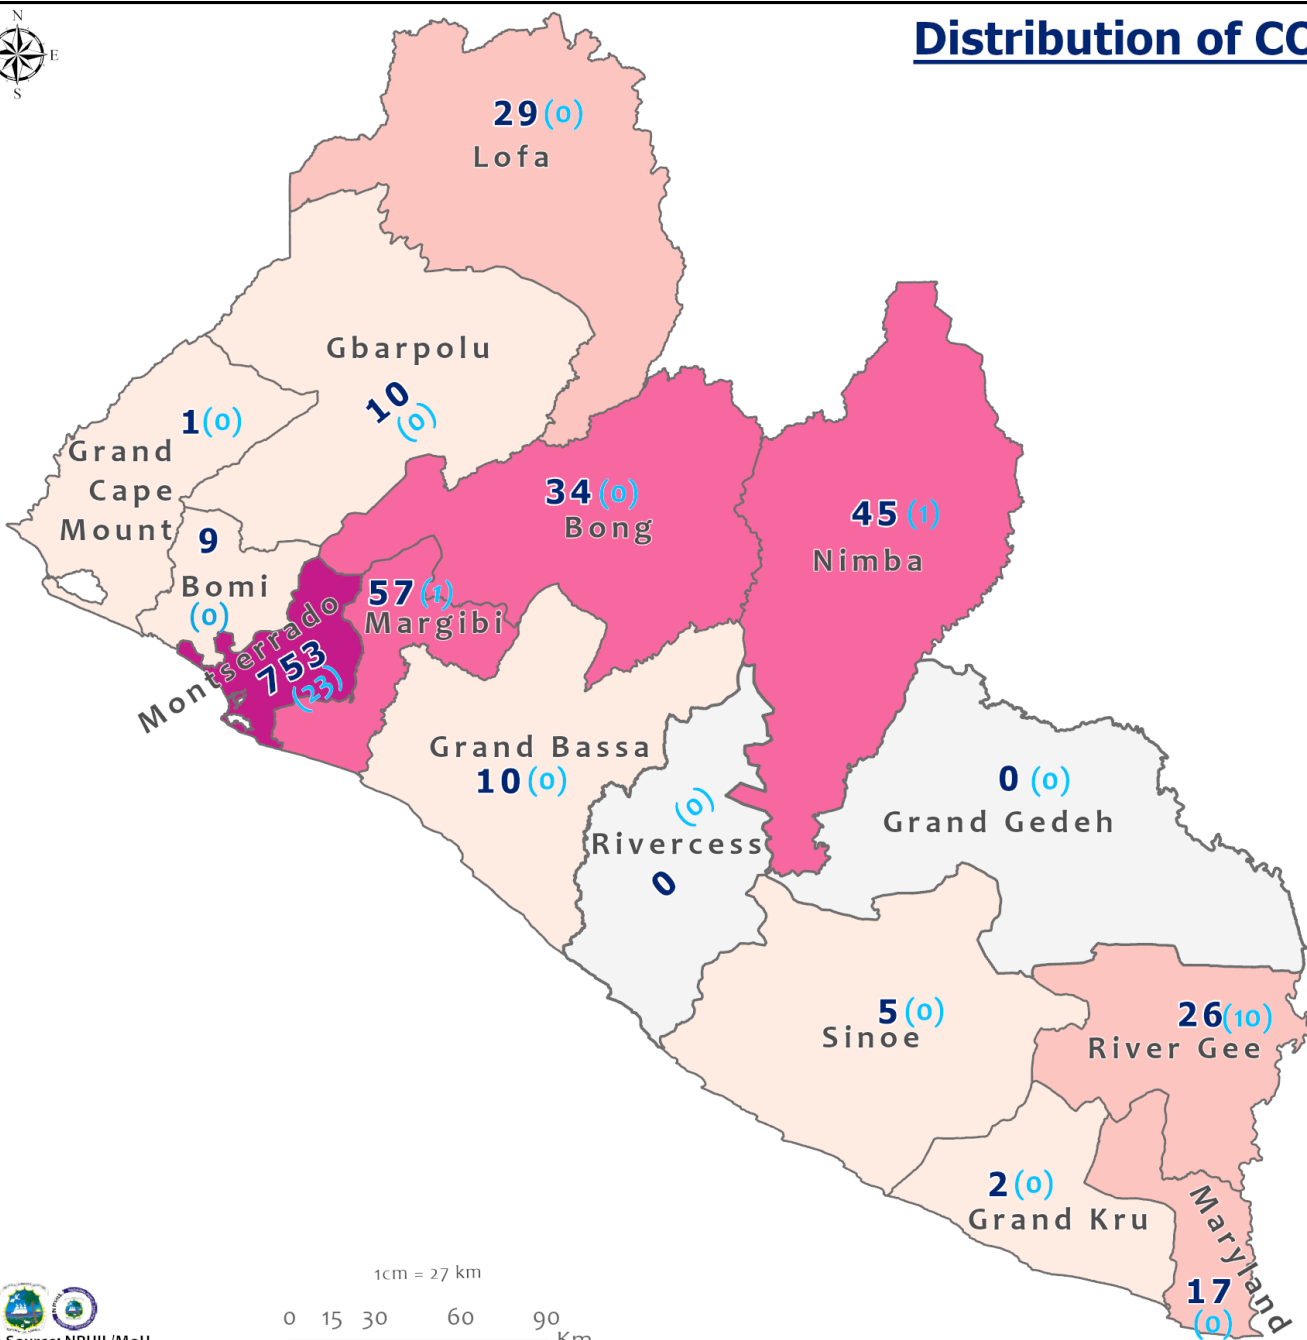 N
E
S
Distribution of CO
29 (0)
Lofa
Gbarpolu
10
(0)
1 (0)
Grand
Cape
Mount
9
Bomi
(0)
34 (0)
Bong
45 (1)
Nimba
57 (1)
Margibi
Montserrado
753
(23)
Grand Bassa
10 (0)
(0)
Rivercess
0
0 (0)
Grand Gedeh
5 (0)
Sinoe
26 (10)
River Gee
2 (0)
Grand Kru
Maryland
17
(0)
1cm = 27 km
0 15 30 60 90
Km
Source: NPHIL/MoH